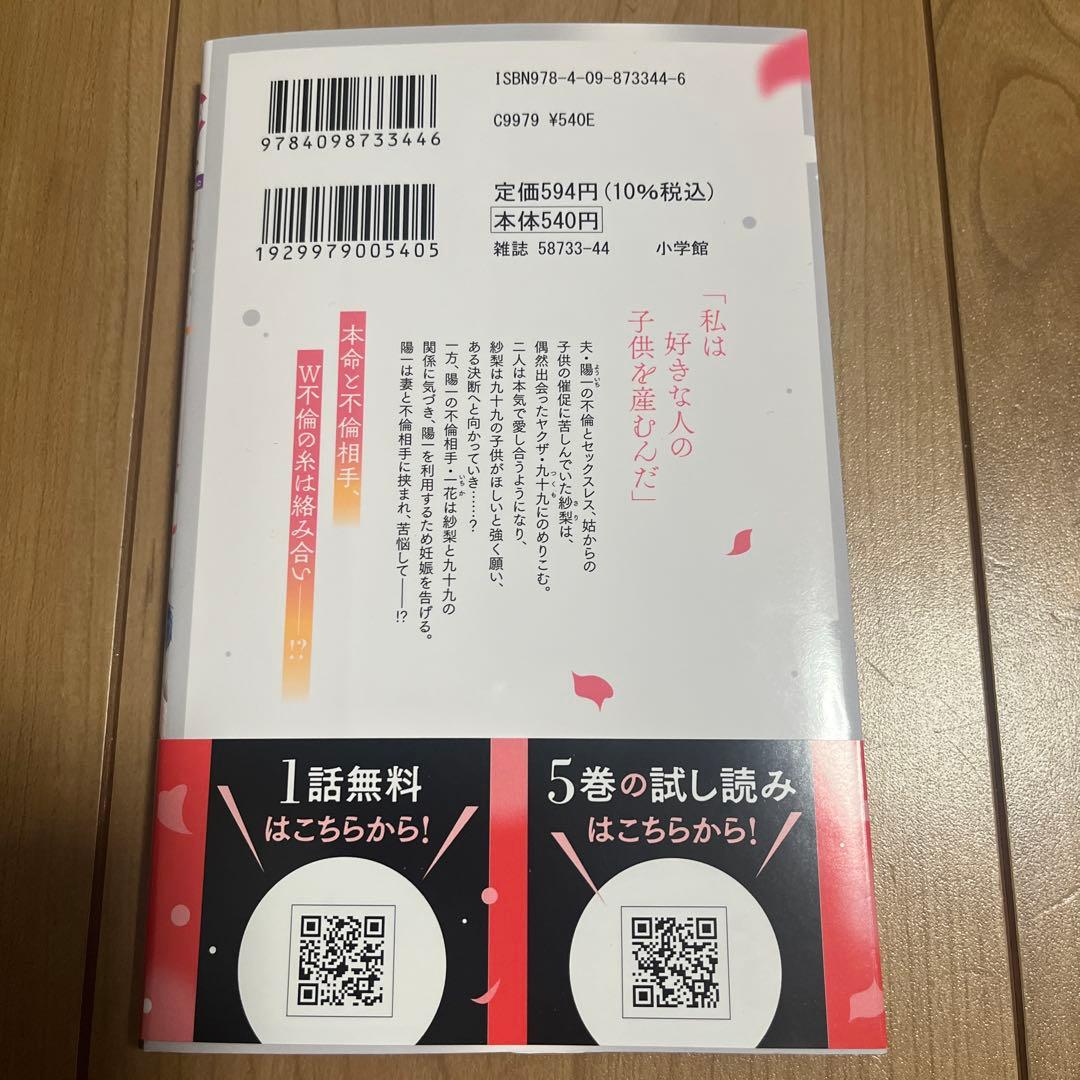 ISBN978-4-09-873344-6
C9979 ¥540E
9784098733446
定価594円(10%税込)
本体540円
1929979005405
雑誌 58733-44
小学館
「私は
好きな人の
子供を産むんだ」
夫・陽一の不倫とセックスレス、姑からの
よういち
子供の催促に苦しんでいた紗梨は、
さり
偶然出会ったヤクザ・九十九にのめりこむ。
つくも
二人は本気で愛し合うようになり、
紗梨は九十九の子供がほしいと強く願い、
ある決断へと向かっていき……?
一方、陽一の不倫相手・一花は紗梨と九十九の
いちか
関係に気づき、陽一を利用するため妊娠を告げる。
陽一は妻と不倫相手に挟まれ、苦悩して――!?
本命と不倫相手、
W不倫の糸は絡み合い――!?
1話無料
はこちらから!
5巻の試し読み
はこちらから!